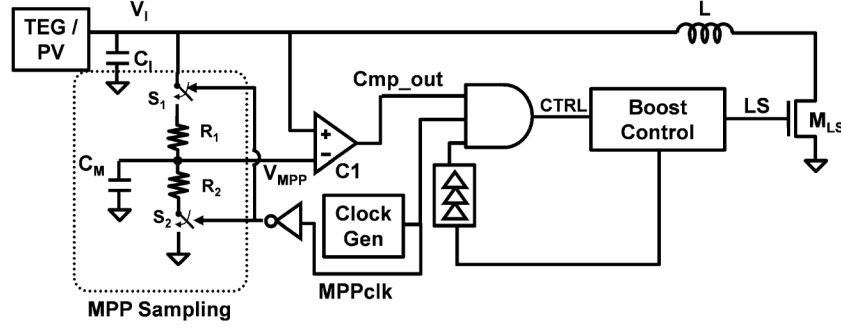 TEG /
PV
V_I
L
C_I
Cmp_out
S_1
R_1
+
−
C1
CTRL
Boost
Control
LS
M_LS
C_M
V_MPP
R_2
S_2
Clock
Gen
MPPclk
MPP Sampling